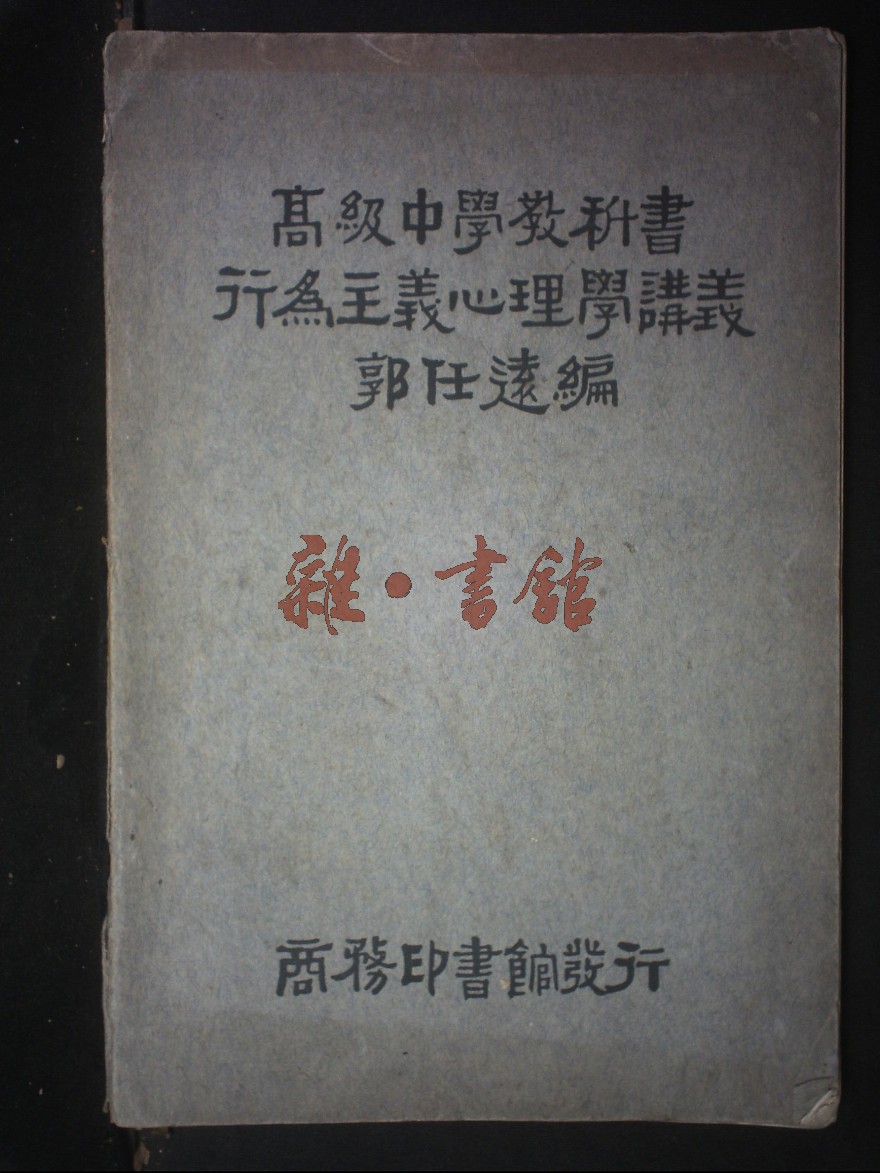 高級中學教科書
行為主義心理學講義
郭任遠編
雜·書館
商務印書館發行